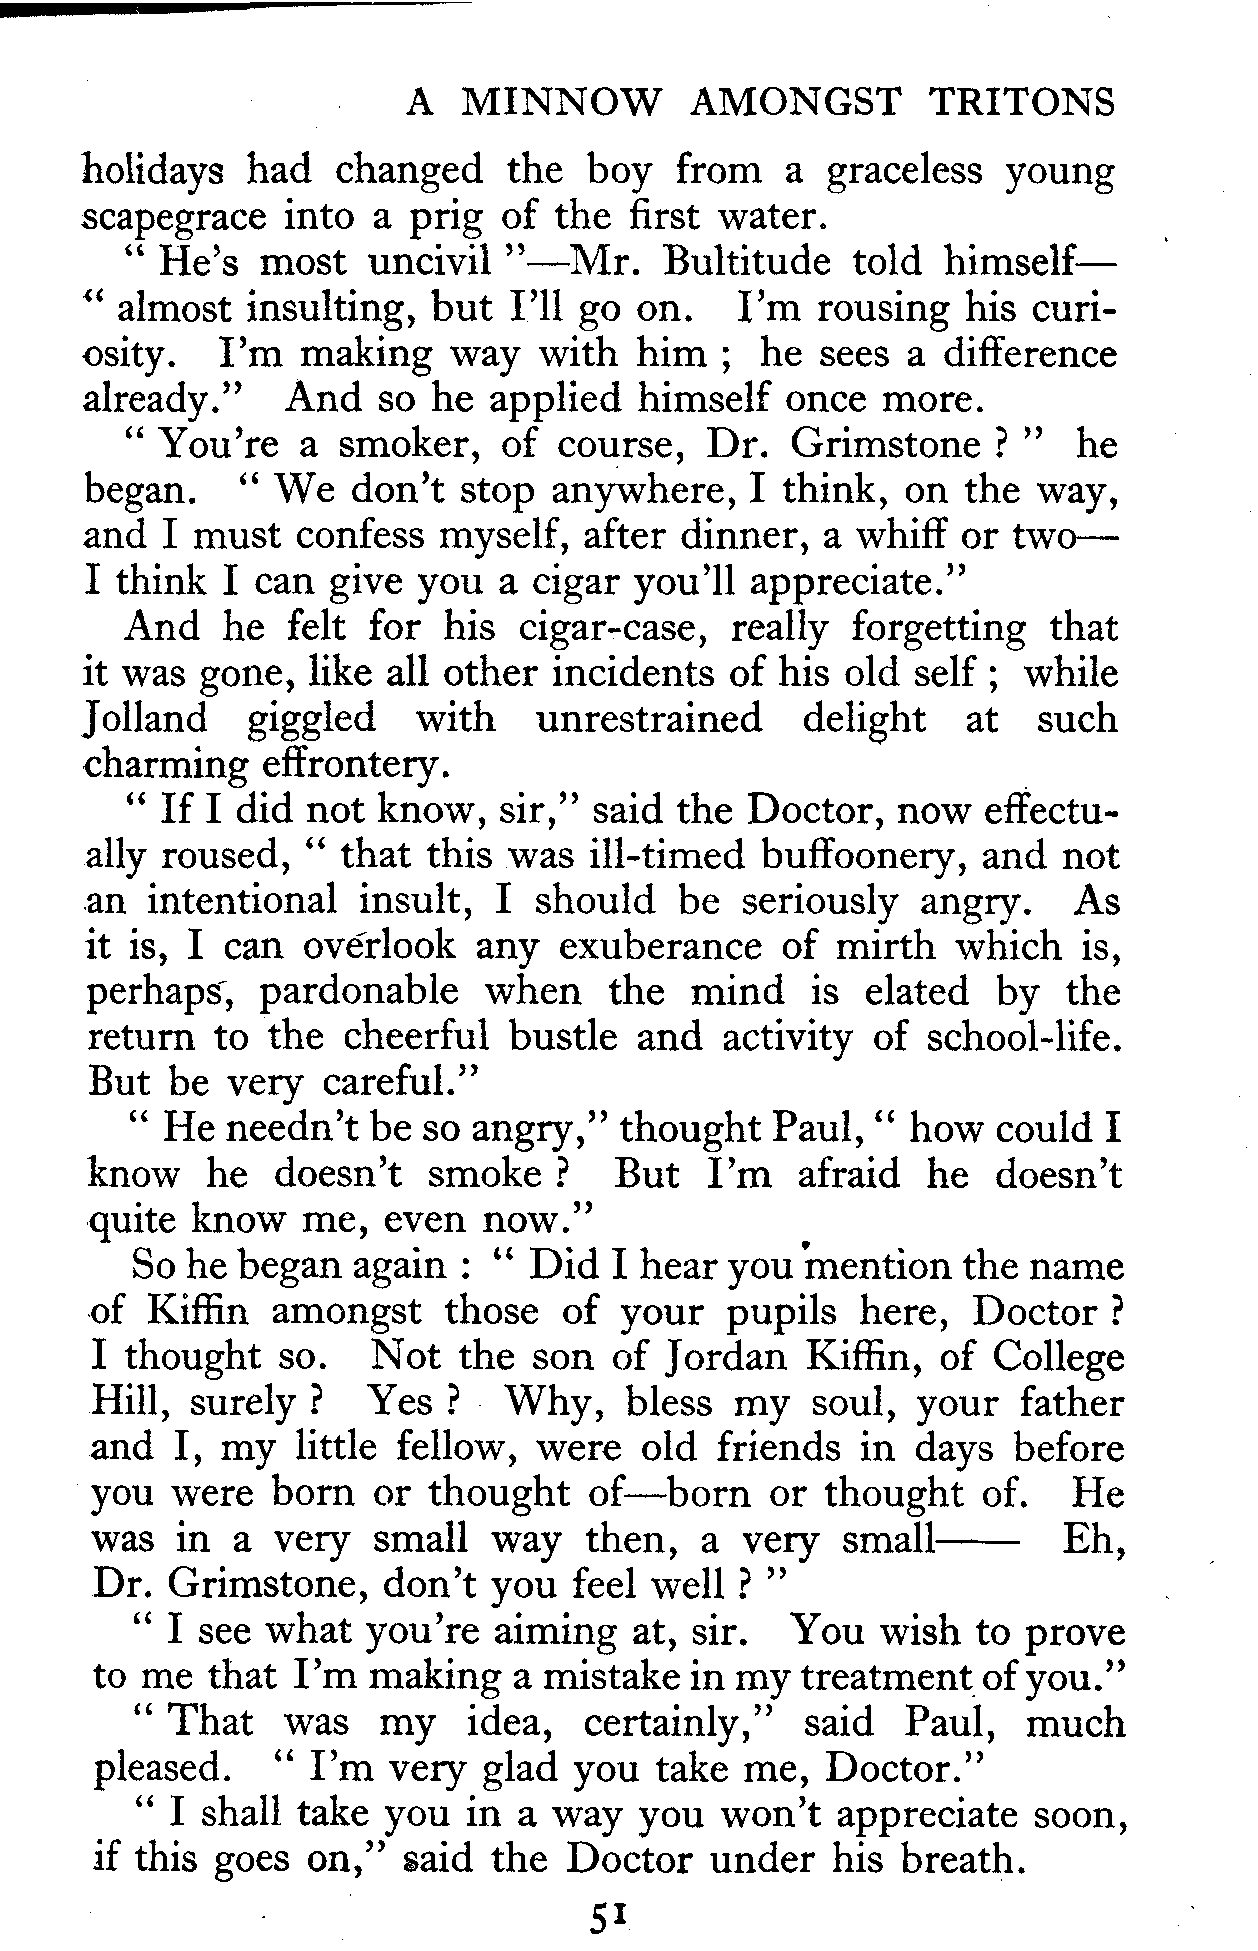 A MINNOW AMONGST TRITONS
holidays had changed the boy from a graceless young
scapegrace into a prig of the first water.
“ He's most uncivil ”—Mr. Bultitude told himself—
“ almost insulting, but I'll go on. I'm rousing his curi-
osity. I'm making way with him ; he sees a difference
already.” And so he applied himself once more.
“ You're a smoker, of course, Dr. Grimstone ? ” he
began. “ We don't stop anywhere, I think, on the way,
and I must confess myself, after dinner, a whiff or two—
I think I can give you a cigar you'll appreciate.”
And he felt for his cigar-case, really forgetting that
it was gone, like all other incidents of his old self ; while
Jolland giggled with unrestrained delight at such
charming effrontery.
“ If I did not know, sir,” said the Doctor, now effectu-
ally roused, “ that this was ill-timed buffoonery, and not
an intentional insult, I should be seriously angry. As
it is, I can overlook any exuberance of mirth which is,
perhaps, pardonable when the mind is elated by the
return to the cheerful bustle and activity of school-life.
But be very careful.”
“ He needn't be so angry,” thought Paul, “ how could I
know he doesn't smoke ? But I'm afraid he doesn't
quite know me, even now.”
So he began again : “ Did I hear you mention the name
of Kiffin amongst those of your pupils here, Doctor ?
I thought so. Not the son of Jordan Kiffin, of College
Hill, surely ? Yes ? Why, bless my soul, your father
and I, my little fellow, were old friends in days before
you were born or thought of—born or thought of. He
was in a very small way then, a very small—— Eh,
Dr. Grimstone, don't you feel well ? ”
“ I see what you're aiming at, sir. You wish to prove
to me that I'm making a mistake in my treatment of you.”
“ That was my idea, certainly,” said Paul, much
pleased. “ I'm very glad you take me, Doctor.”
“ I shall take you in a way you won't appreciate soon,
if this goes on,” said the Doctor under his breath.
51